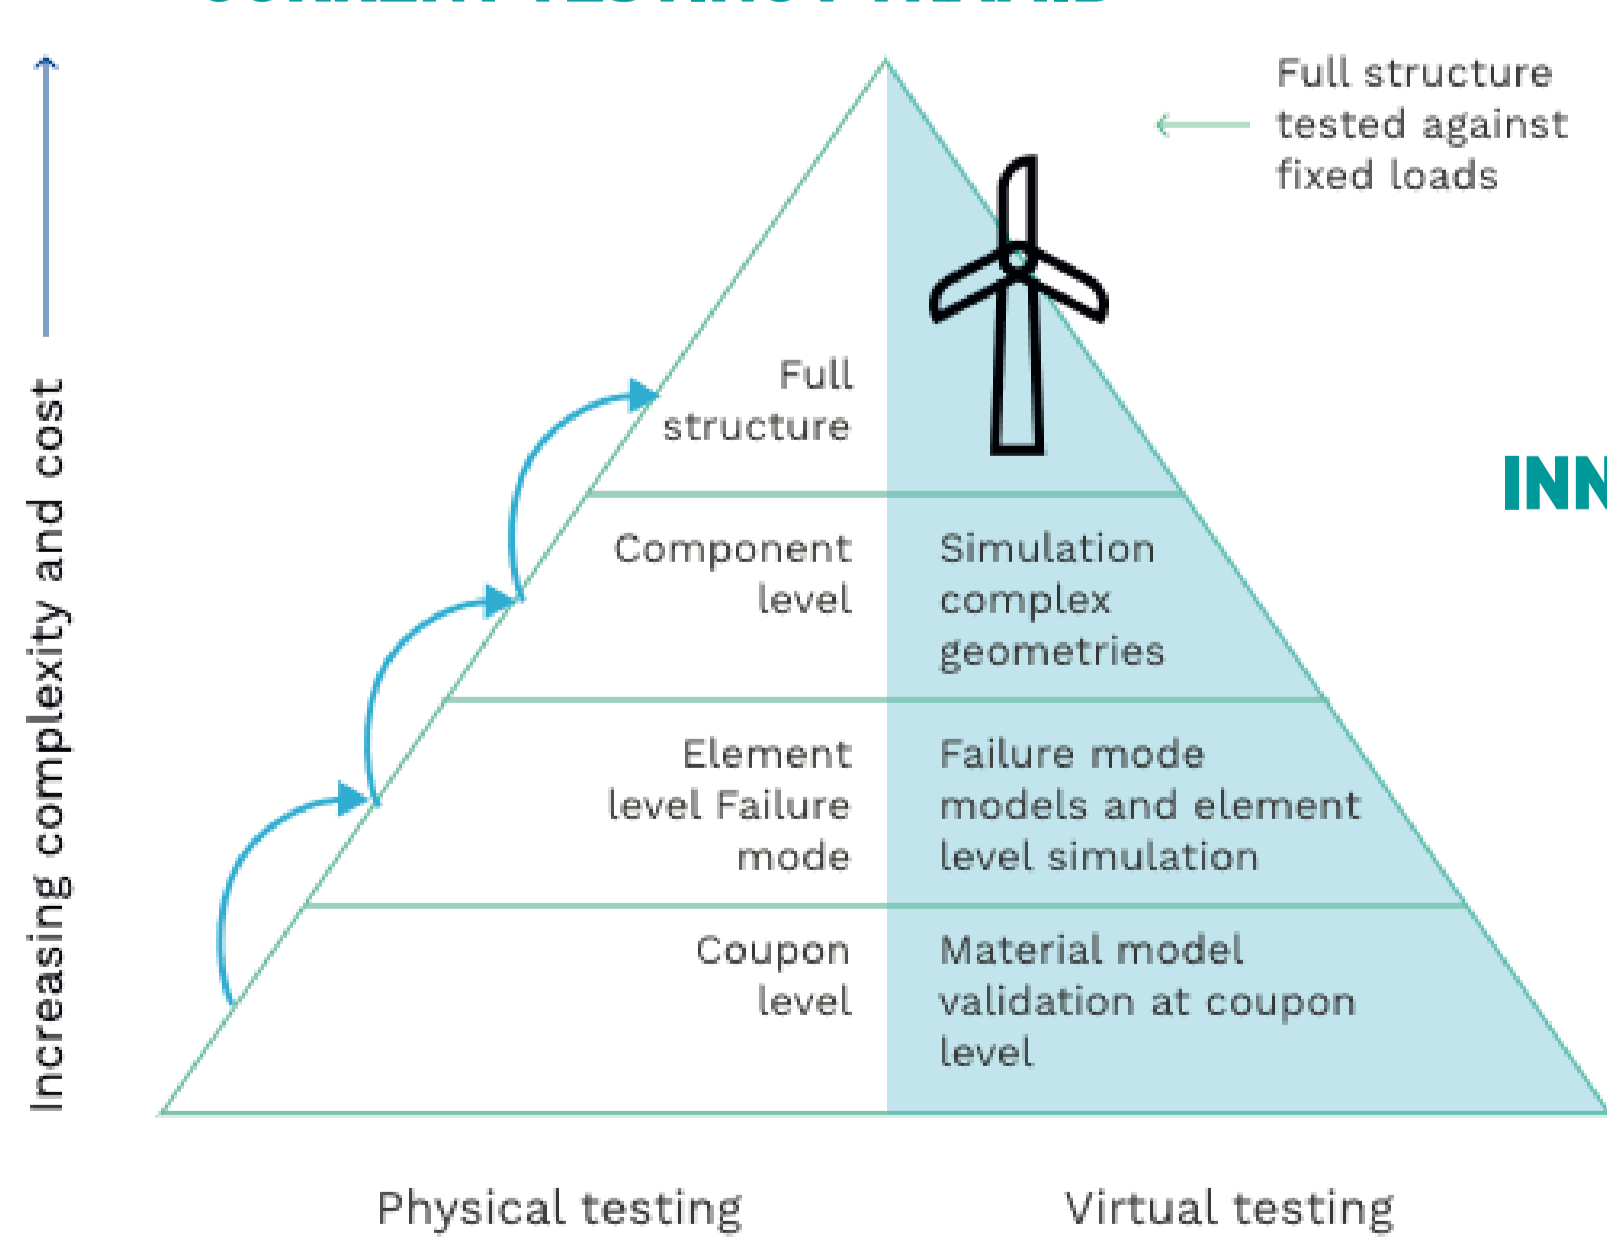 Full structure
tested against
fixed loads
Increasing complexity and cost
Full
structure
Component
level
Simulation
complex
geometries
Element
level Failure
mode
Failure mode
models and element
level simulation
Coupon
level
Material model
validation at coupon
level
Physical testing
Virtual testing